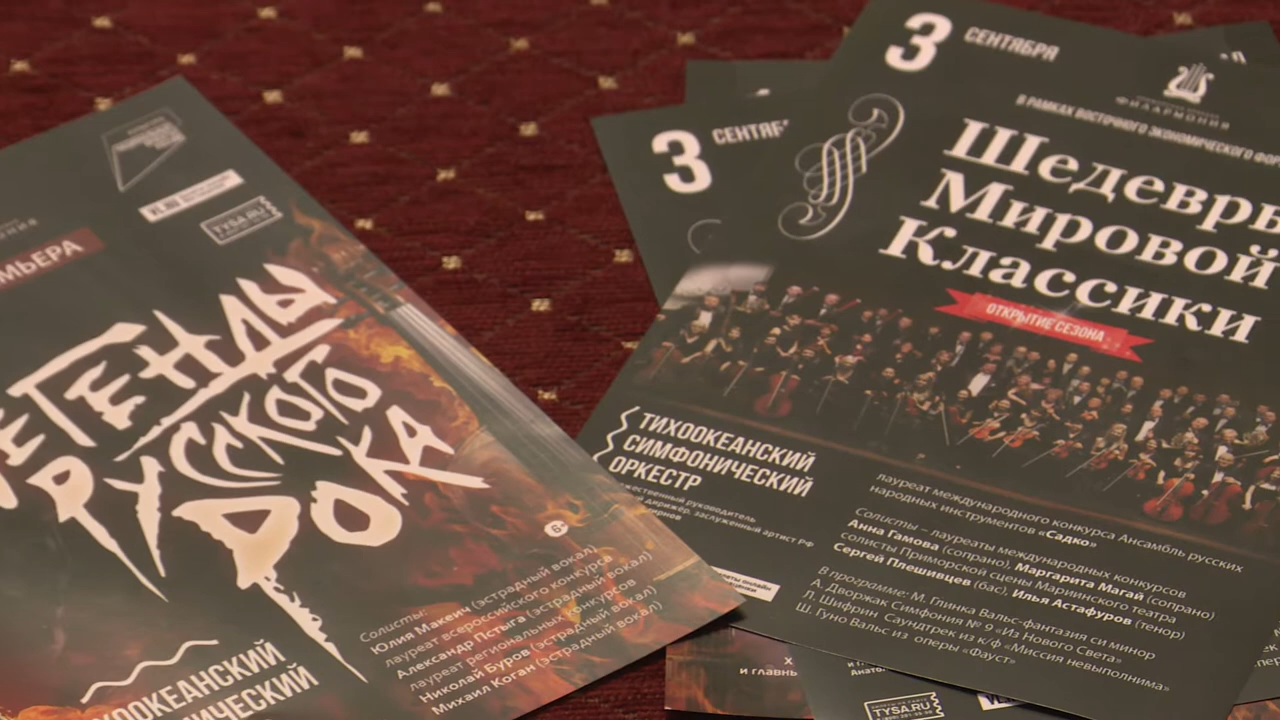 VL.RU
TYSA.RU
ЛЕГЕНДЫ
РУССКОГО
РОКА
6+
Солисты:
Юлия Макеич (эстрадный вокал)
лауреат всероссийского конкурса
Александр Пстыга (эстрадный вокал)
лауреат региональных конкурсов
Николай Буров (эстрадный вокал)
Михаил Коган (эстрадный вокал)
3 СЕНТЯБ
3 СЕНТЯБРЯ
ФИЛАРМОНИЯ
В РАМКАХ ВОСТОЧНОГО ЭКОНОМИЧЕСКОГО ФОР
Шедевры
Мировой
Классики
ОТКРЫТИЕ СЕЗОНА
ТИХООКЕАНСКИЙ
СИМФОНИЧЕСКИЙ
ОРКЕСТР
руководитель
дирижёр, заслуженный артист РФ
лауреат международного конкурса Ансамбль русских
народных инструментов «Садко»
Солисты – лауреаты международных конкурсов
Анна Гамова (сопрано), Маргарита Магай (сопрано)
солисты Приморской сцены Мариинского театра
Сергей Плешивцев (бас), Илья Астафуров (тенор)
В программе: М. Глинка Вальс-фантазия си минор
А. Дворжак Симфония № 9 «Из Нового Света»
Л. Шифрин Саундтрек из к/ф «Миссия невыполнима»
Ш. Гуно Вальс из оперы «Фауст»
TYSA.RU